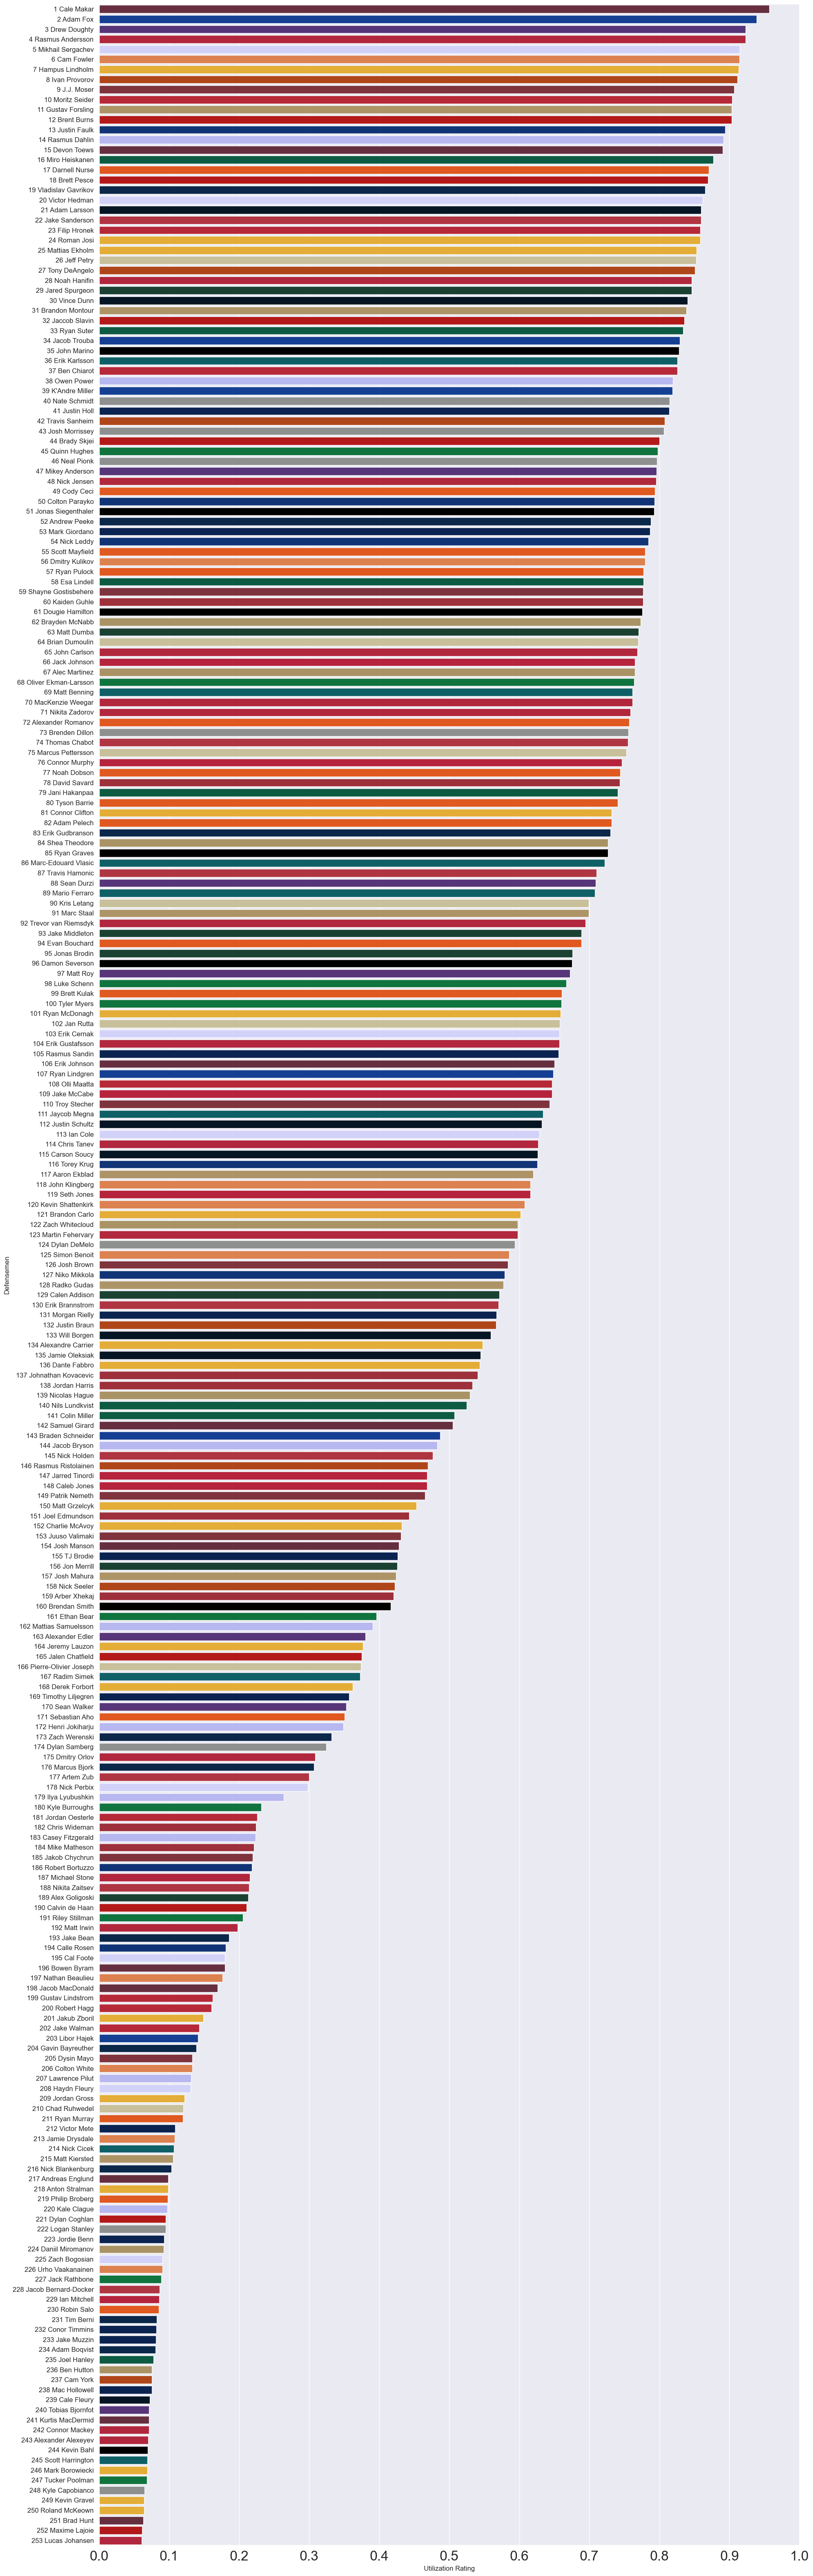 1 Cale Makar
2 Adam Fox
3 Drew Doughty
4 Rasmus Andersson
5 Mikhail Sergachev
6 Cam Fowler
7 Hampus Lindholm
8 Ivan Provorov
9 J.J. Moser
10 Moritz Seider
11 Gustav Forsling
12 Brent Burns
13 Justin Faulk
14 Rasmus Dahlin
15 Devon Toews
16 Miro Heiskanen
17 Darnell Nurse
18 Brett Pesce
19 Vladislav Gavrikov
20 Victor Hedman
21 Adam Larsson
22 Jake Sanderson
23 Filip Hronek
24 Roman Josi
25 Mattias Ekholm
26 Jeff Petry
27 Tony DeAngelo
28 Noah Hanifin
29 Jared Spurgeon
30 Vince Dunn
31 Brandon Montour
32 Jaccob Slavin
33 Ryan Suter
34 Jacob Trouba
35 John Marino
36 Erik Karlsson
37 Ben Chiarot
38 Owen Power
39 K'Andre Miller
40 Nate Schmidt
41 Justin Holl
42 Travis Sanheim
43 Josh Morrissey
44 Brady Skjei
45 Quinn Hughes
46 Neal Pionk
47 Mikey Anderson
48 Nick Jensen
49 Cody Ceci
50 Colton Parayko
51 Jonas Siegenthaler
52 Andrew Peeke
53 Mark Giordano
54 Nick Leddy
55 Scott Mayfield
56 Dmitry Kulikov
57 Ryan Pulock
58 Esa Lindell
59 Shayne Gostisbehere
60 Kaiden Guhle
61 Dougie Hamilton
62 Brayden McNabb
63 Matt Dumba
64 Brian Dumoulin
65 John Carlson
66 Jack Johnson
67 Alec Martinez
68 Oliver Ekman-Larsson
69 Matt Benning
70 MacKenzie Weegar
71 Nikita Zadorov
72 Alexander Romanov
73 Brenden Dillon
74 Thomas Chabot
75 Marcus Pettersson
76 Connor Murphy
77 Noah Dobson
78 David Savard
79 Jani Hakanpaa
80 Tyson Barrie
81 Connor Clifton
82 Adam Pelech
83 Erik Gudbranson
84 Shea Theodore
85 Ryan Graves
86 Marc-Edouard Vlasic
87 Travis Hamonic
88 Sean Durzi
89 Mario Ferraro
90 Kris Letang
91 Marc Staal
92 Trevor van Riemsdyk
93 Jake Middleton
94 Evan Bouchard
95 Jonas Brodin
96 Damon Severson
97 Matt Roy
98 Luke Schenn
99 Brett Kulak
100 Tyler Myers
101 Ryan McDonagh
102 Jan Rutta
103 Erik Cernak
104 Erik Gustafsson
105 Rasmus Sandin
106 Erik Johnson
107 Ryan Lindgren
108 Olli Maatta
109 Jake McCabe
110 Troy Stecher
111 Jaycob Megna
112 Justin Schultz
113 Ian Cole
114 Chris Tanev
115 Carson Soucy
116 Torey Krug
117 Aaron Ekblad
118 John Klingberg
119 Seth Jones
120 Kevin Shattenkirk
121 Brandon Carlo
122 Zach Whitecloud
123 Martin Fehervary
124 Dylan DeMelo
125 Simon Benoit
126 Josh Brown
127 Niko Mikkola
128 Radko Gudas
129 Calen Addison
130 Erik Brannstrom
131 Morgan Rielly
132 Justin Braun
133 Will Borgen
134 Alexandre Carrier
135 Jamie Oleksiak
136 Dante Fabbro
137 Johnathan Kovacevic
138 Jordan Harris
139 Nicolas Hague
140 Nils Lundkvist
141 Colin Miller
142 Samuel Girard
143 Braden Schneider
144 Jacob Bryson
145 Nick Holden
146 Rasmus Ristolainen
147 Jarred Tinordi
148 Caleb Jones
149 Patrik Nemeth
150 Matt Grzelcyk
151 Joel Edmundson
152 Charlie McAvoy
153 Juuso Valimaki
154 Josh Manson
155 TJ Brodie
156 Jon Merrill
157 Josh Mahura
158 Nick Seeler
159 Arber Xhekaj
160 Brendan Smith
161 Ethan Bear
162 Mattias Samuelsson
163 Alexander Edler
164 Jeremy Lauzon
165 Jalen Chatfield
166 Pierre-Olivier Joseph
167 Radim Simek
168 Derek Forbort
169 Timothy Liljegren
170 Sean Walker
171 Sebastian Aho
172 Henri Jokiharju
173 Zach Werenski
174 Dylan Samberg
175 Dmitry Orlov
176 Marcus Bjork
177 Artem Zub
178 Nick Perbix
179 Ilya Lyubushkin
180 Kyle Burroughs
181 Jordan Oesterle
182 Chris Wideman
183 Casey Fitzgerald
184 Mike Matheson
185 Jakob Chychrun
186 Robert Bortuzzo
187 Michael Stone
188 Nikita Zaitsev
189 Alex Goligoski
190 Calvin de Haan
191 Riley Stillman
192 Matt Irwin
193 Jake Bean
194 Calle Rosen
195 Cal Foote
196 Bowen Byram
197 Nathan Beaulieu
198 Jacob MacDonald
199 Gustav Lindstrom
200 Robert Hagg
201 Jakub Zboril
202 Jake Walman
203 Libor Hajek
204 Gavin Bayreuther
205 Dysin Mayo
206 Colton White
207 Lawrence Pilut
208 Haydn Fleury
209 Jordan Gross
210 Chad Ruhwedel
211 Ryan Murray
212 Victor Mete
213 Jamie Drysdale
214 Nick Cicek
215 Matt Kiersted
216 Nick Blankenburg
217 Andreas Englund
218 Anton Stralman
219 Philip Broberg
220 Kale Clague
221 Dylan Coghlan
222 Logan Stanley
223 Jordie Benn
224 Daniil Miromanov
225 Zach Bogosian
226 Urho Vaakanainen
227 Jack Rathbone
228 Jacob Bernard-Docker
229 Ian Mitchell
230 Robin Salo
231 Tim Berni
232 Conor Timmins
233 Jake Muzzin
234 Adam Boqvist
235 Joel Hanley
236 Ben Hutton
237 Cam York
238 Mac Hollowell
239 Cale Fleury
240 Tobias Bjornfot
241 Kurtis MacDermid
242 Connor Mackey
243 Alexander Alexeyev
244 Kevin Bahl
245 Scott Harrington
246 Mark Borowiecki
247 Tucker Poolman
248 Kyle Capobianco
249 Kevin Gravel
250 Roland McKeown
251 Brad Hunt
252 Maxime Lajoie
253 Lucas Johansen
Defensemen
0.0 0.1 0.2 0.3 0.4 0.5 0.6 0.7 0.8 0.9 1.0
Utilization Rating